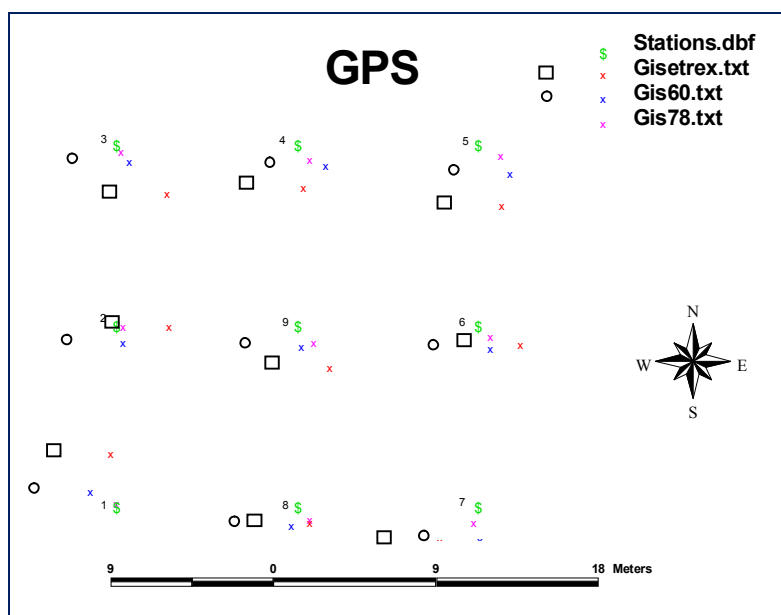 GPS
Stations.dbf
Gisetrex.txt
Gis60.txt
Gis78.txt
3
4
5
2
9
6
N
W
E
S
1
8
7
9
0
9
18
Meters